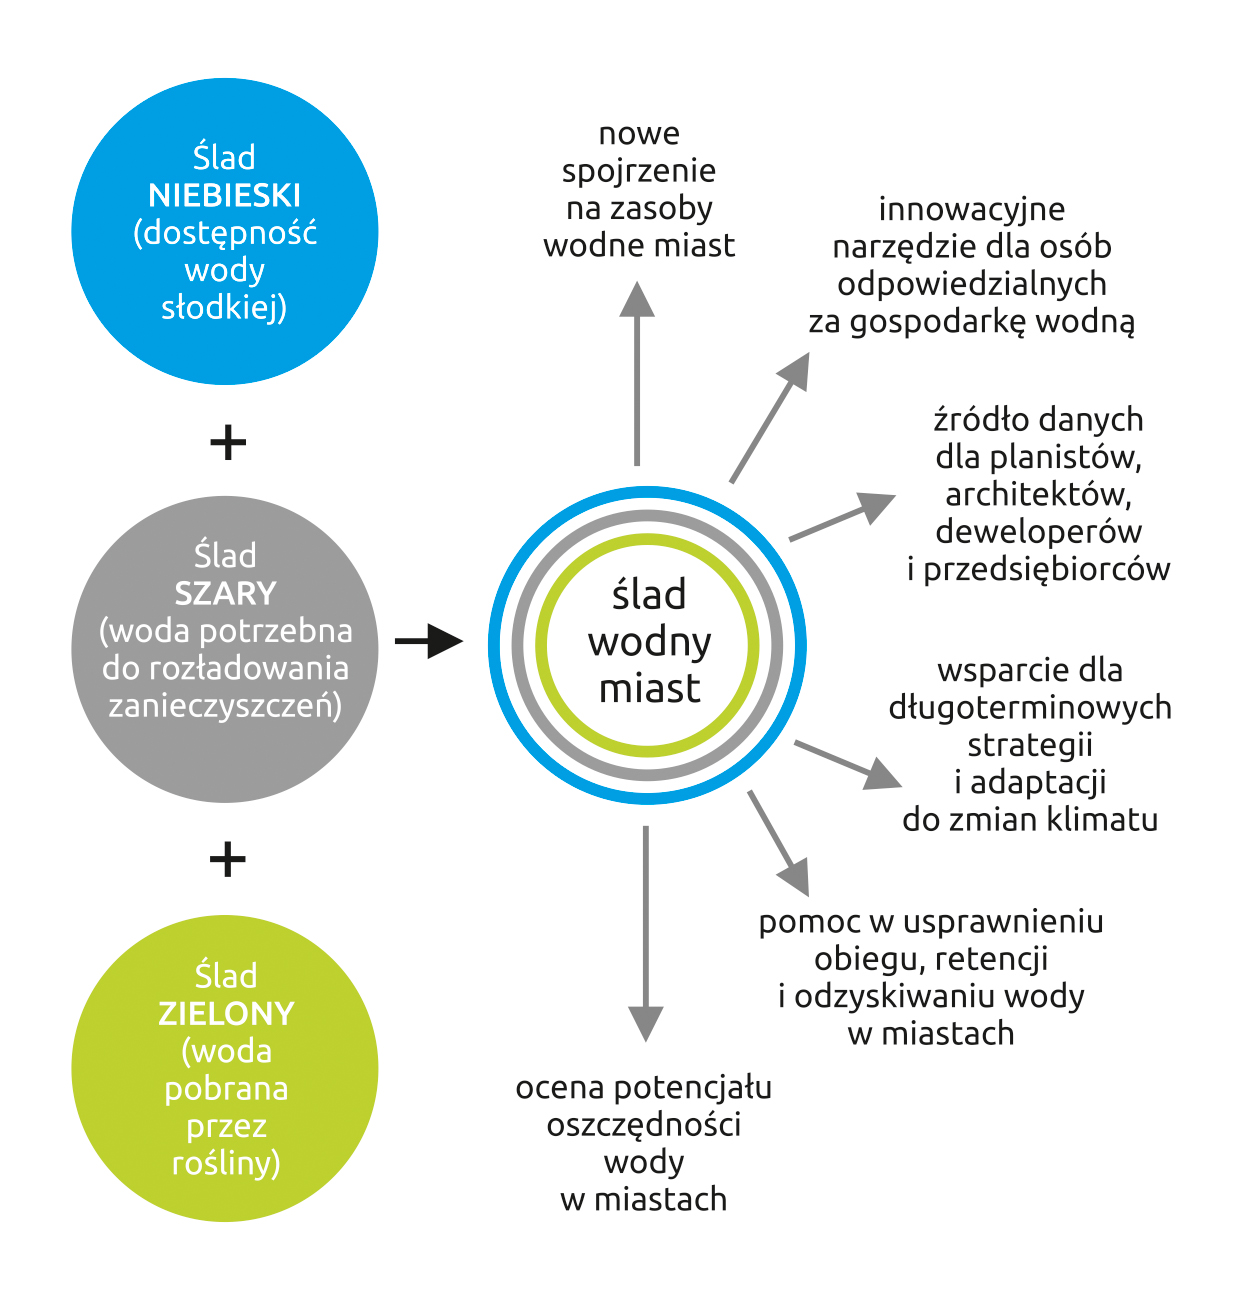 Ślad
NIEBIESKI
(dostępność
wody
słodkiej)
+
Ślad
SZARY
(woda potrzebna
do rozładowania
zanieczyszczeń)
+
Ślad
ZIELONY
(woda
pobrana
przez
rośliny)
ślad
wodny
miast
nowe
spojrzenie
na zasoby
wodne miast
innowacyjne
narzędzie dla osób
odpowiedzialnych
za gospodarkę wodną
źródło danych
dla planistów,
architektów,
deweloperów
i przedsiębiorców
wsparcie dla
długoterminowych
strategii
i adaptacji
do zmian klimatu
pomoc w usprawnieniu
obiegu, retencji
i odzyskiwaniu wody
w miastach
ocena potencjału
oszczędności
wody
w miastach